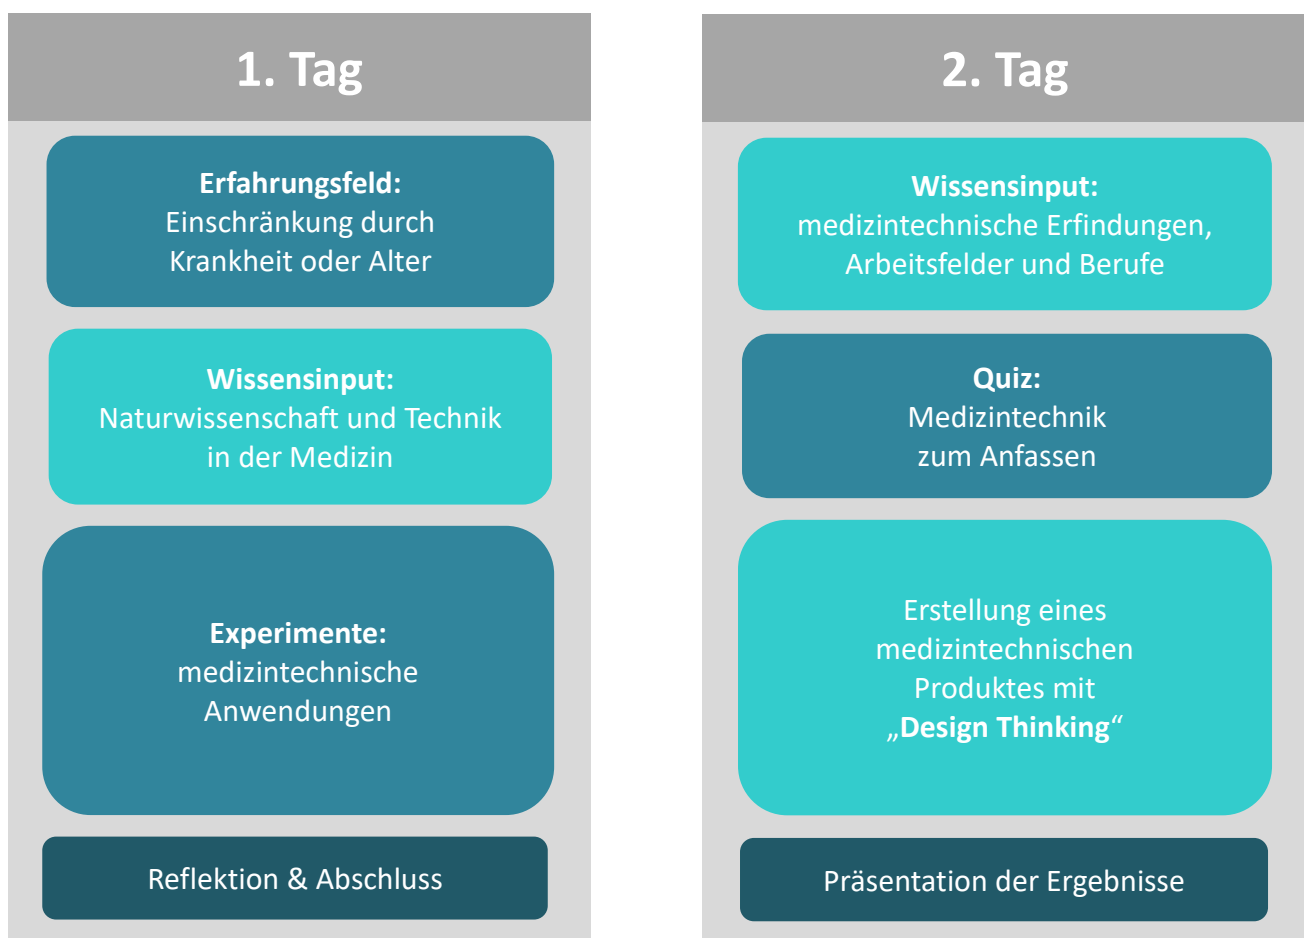 1. Tag
Erfahrungsfeld:
Einschränkung durch
Krankheit oder Alter
Wissensinput:
Naturwissenschaft und Technik
in der Medizin
Experimente:
medizintechnische
Anwendungen
Reflektion & Abschluss
2. Tag
Wissensinput:
medizintechnische Erfindungen,
Arbeitsfelder und Berufe
Quiz:
Medizintechnik
zum Anfassen
Erstellung eines
medizintechnischen
Produktes mit
„Design Thinking“
Präsentation der Ergebnisse